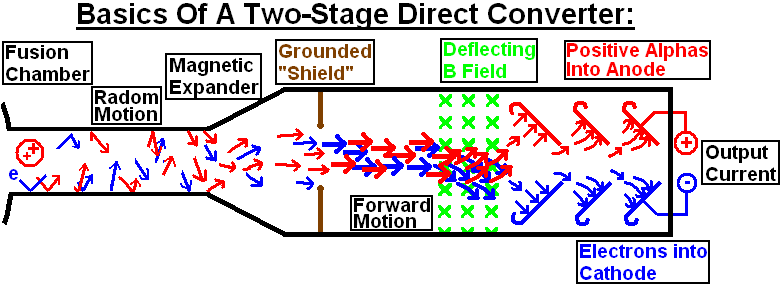 Basics Of A Two-Stage Direct Converter:
Fusion
Chamber
Radom
Motion
Magnetic
Expander
Grounded
"Shield"
Deflecting
B Field
Positive Alphas
Into Anode
++
e
-
Forward
Motion
+
-
Output
Current
Electrons into
Cathode